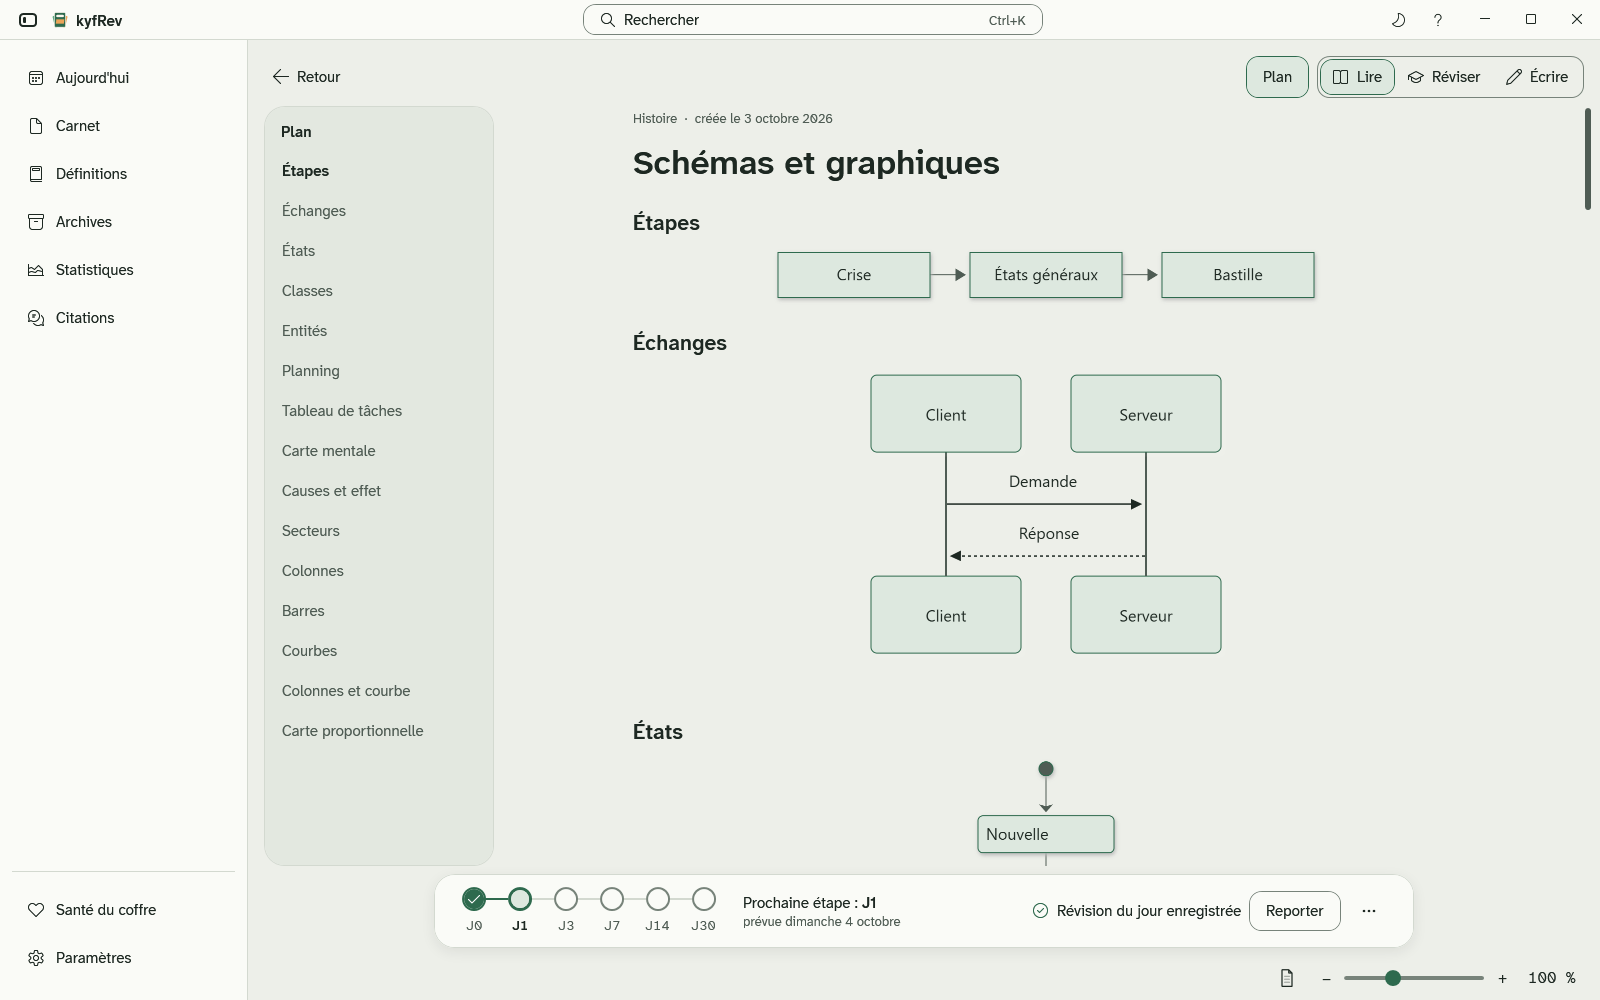 kyfRev
Rechercher
Ctrl+K
?
Aujourd'hui
Carnet
Définitions
Archives
Statistiques
Citations
Santé du coffre
Paramètres
Retour
Plan
Lire
Réviser
Écrire
Plan
Étapes
Échanges
États
Classes
Entités
Planning
Tableau de tâches
Carte mentale
Causes et effet
Secteurs
Colonnes
Barres
Courbes
Colonnes et courbe
Carte proportionnelle
Histoire · créée le 3 octobre 2026
Schémas et graphiques
Étapes
Crise
États généraux
Bastille
Échanges
Client
Serveur
Demande
Réponse
Client
Serveur
États
Nouvelle
J0
J1
J3
J7
J14
J30
Prochaine étape : J1
prévue dimanche 4 octobre
Révision du jour enregistrée
Reporter
100 %